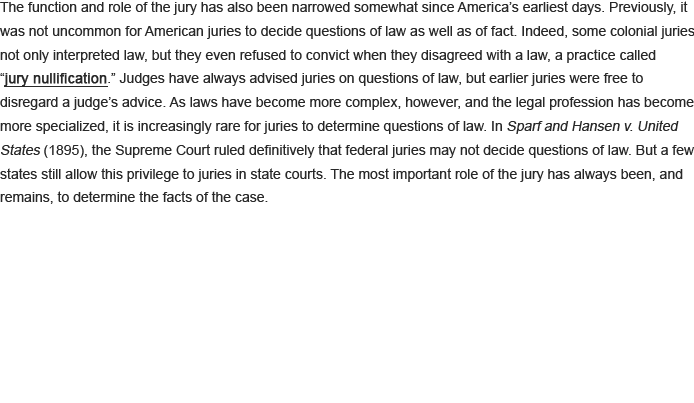 The function and role of the jury has also been narrowed somewhat since America’s earliest days. Previously, it
was not uncommon for American juries to decide questions of law as well as of fact. Indeed, some colonial juries
not only interpreted law, but they even refused to convict when they disagreed with a law, a practice called
“jury nullification.” Judges have always advised juries on questions of law, but earlier juries were free to
disregard a judge’s advice. As laws have become more complex, however, and the legal profession has become
more specialized, it is increasingly rare for juries to determine questions of law. In Sparf and Hansen v. United
States (1895), the Supreme Court ruled definitively that federal juries may not decide questions of law. But a few
states still allow this privilege to juries in state courts. The most important role of the jury has always been, and
remains, to determine the facts of the case.